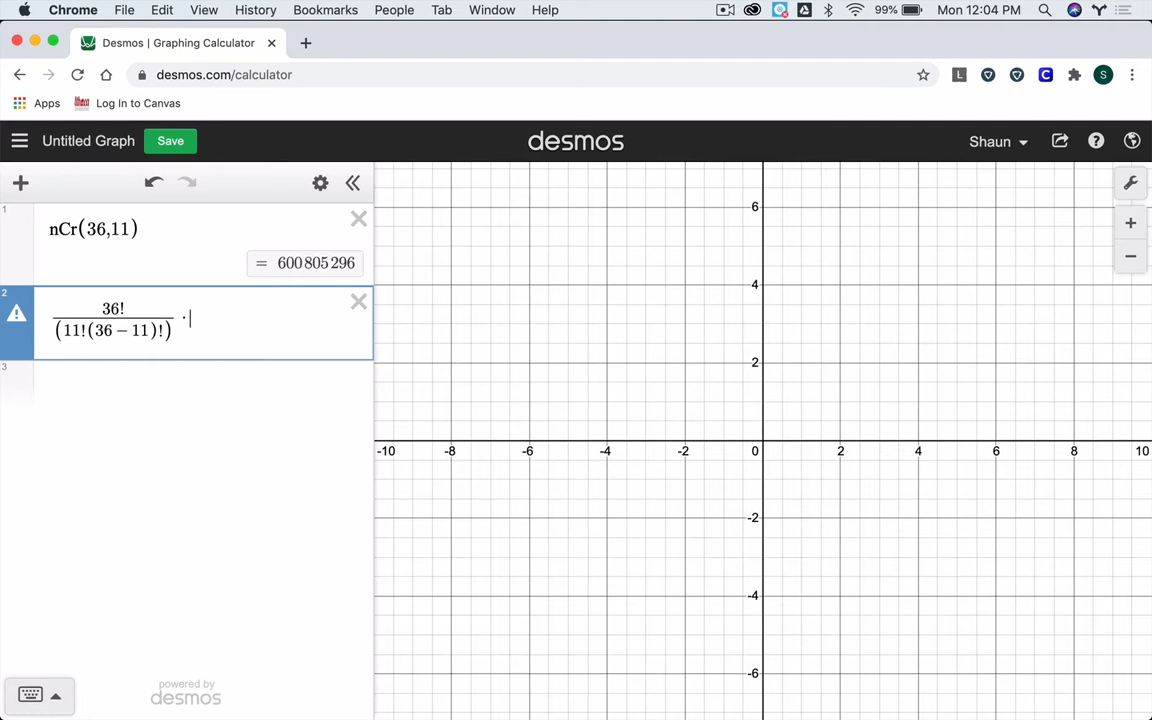 Chrome File Edit View History Bookmarks People Tab Window Help 99% Mon 12:04 PM
Desmos | Graphing Calculator
desmos.com/calculator L C S
Apps Log In to Canvas
Untitled Graph Save desmos Shaun
1
nCr(36,11)
= 600805296
2
36!
(11!(36 − 11)!) ·
3
6
4
2
-10 -8 -6 -4 -2 0 2 4 6 8 10
-2
-4
-6
powered by
desmos